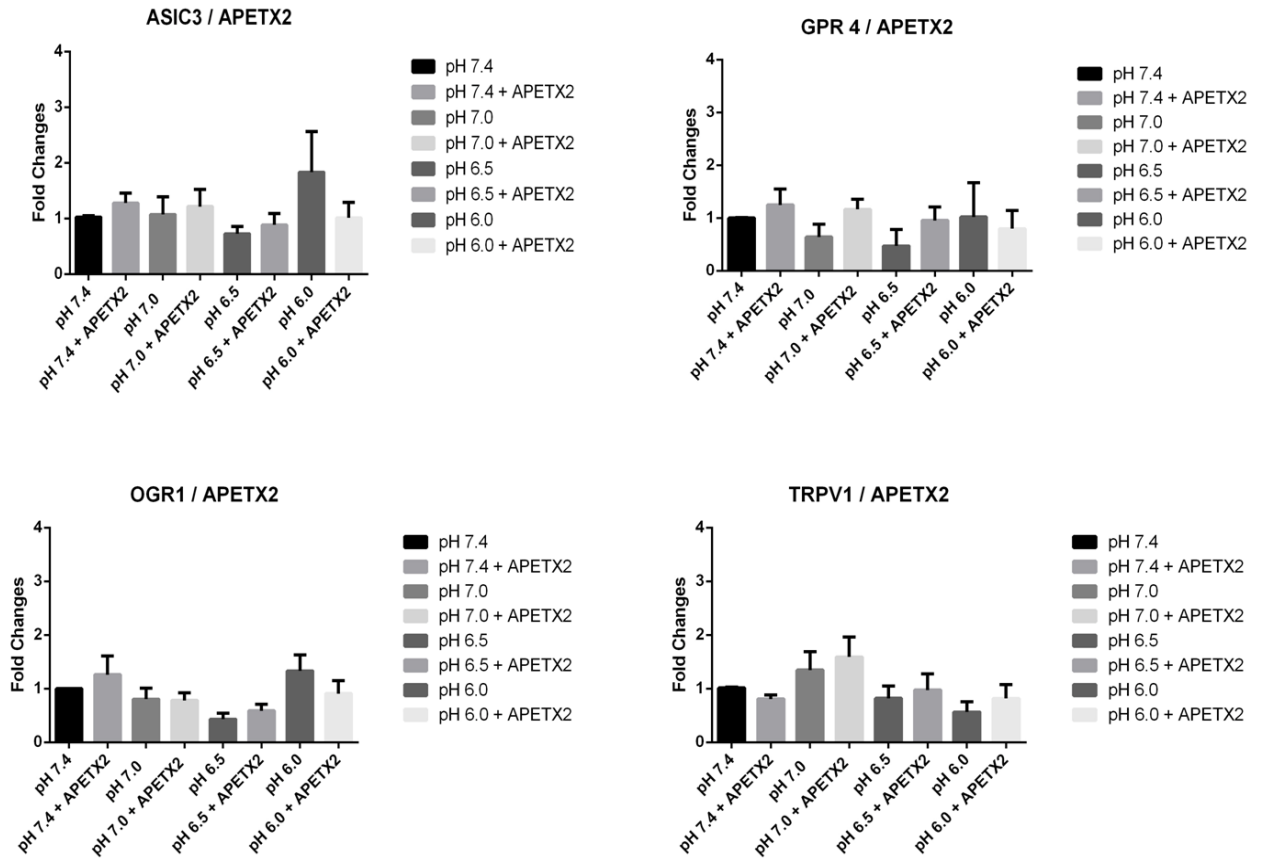 ASIC3 / APETX2
Fold Changes
4
3
2
1
0
pH 7.4
pH 7.4 + APETX2
pH 7.0
pH 7.0 + APETX2
pH 6.5
pH 6.5 + APETX2
pH 6.0
pH 6.0 + APETX2
pH 7.4
pH 7.4 + APETX2
pH 7.0
pH 7.0 + APETX2
pH 6.5
pH 6.5 + APETX2
pH 6.0
pH 6.0 + APETX2
GPR 4 / APETX2
Fold Changes
4
3
2
1
0
pH 7.4
pH 7.4 + APETX2
pH 7.0
pH 7.0 + APETX2
pH 6.5
pH 6.5 + APETX2
pH 6.0
pH 6.0 + APETX2
pH 7.4
pH 7.4 + APETX2
pH 7.0
pH 7.0 + APETX2
pH 6.5
pH 6.5 + APETX2
pH 6.0
pH 6.0 + APETX2
OGR1 / APETX2
Fold Changes
4
3
2
1
0
pH 7.4
pH 7.4 + APETX2
pH 7.0
pH 7.0 + APETX2
pH 6.5
pH 6.5 + APETX2
pH 6.0
pH 6.0 + APETX2
pH 7.4
pH 7.4 + APETX2
pH 7.0
pH 7.0 + APETX2
pH 6.5
pH 6.5 + APETX2
pH 6.0
pH 6.0 + APETX2
TRPV1 / APETX2
Fold Changes
4
3
2
1
0
pH 7.4
pH 7.4 + APETX2
pH 7.0
pH 7.0 + APETX2
pH 6.5
pH 6.5 + APETX2
pH 6.0
pH 6.0 + APETX2
pH 7.4
pH 7.4 + APETX2
pH 7.0
pH 7.0 + APETX2
pH 6.5
pH 6.5 + APETX2
pH 6.0
pH 6.0 + APETX2